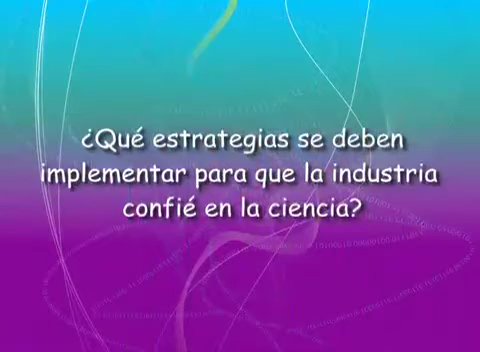 ¿Qué estrategias se deben
implementar para que la industria
confié en la ciencia?